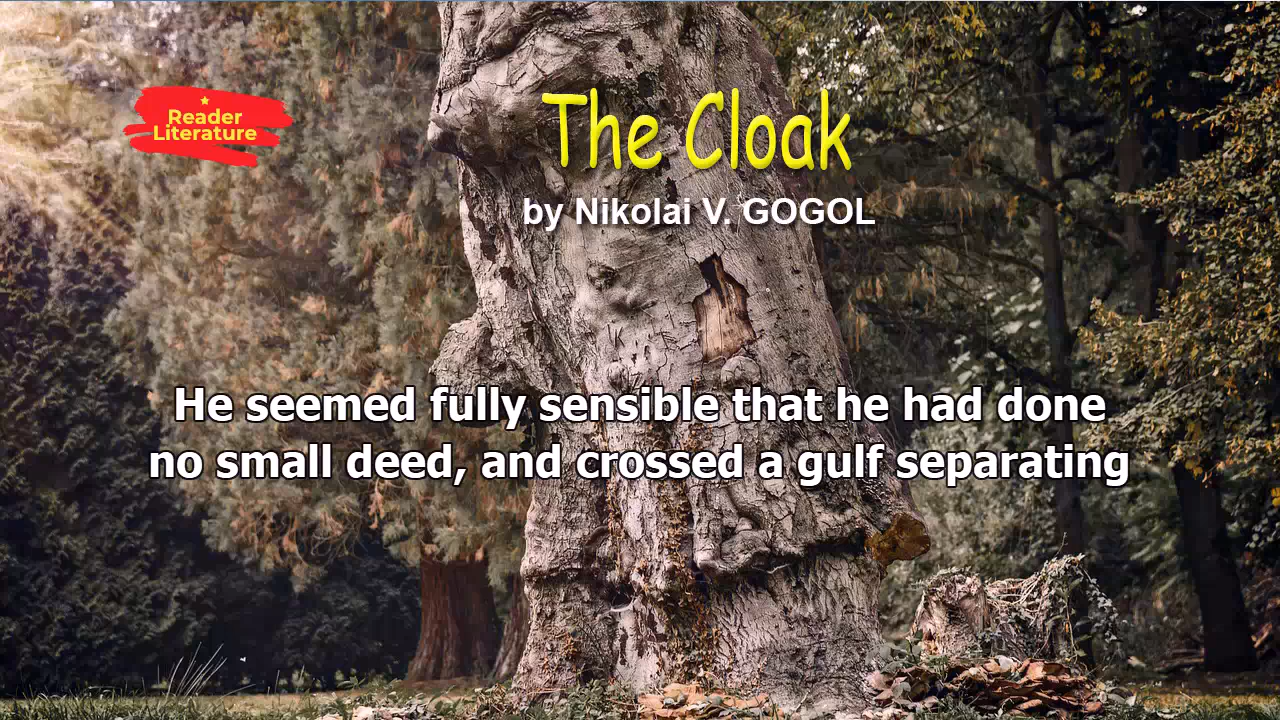 Reader
Literature
The Cloak
by Nikolai V. GOGOL
He seemed fully sensible that he had done
no small deed, and crossed a gulf separating